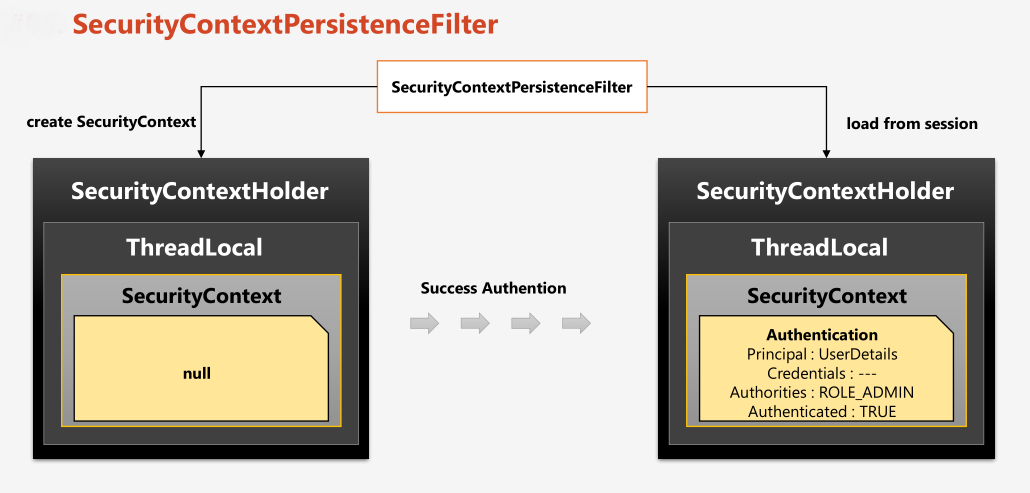 SecurityContextPersistenceFilter
SecurityContextPersistenceFilter
create SecurityContext
load from session
SecurityContextHolder
ThreadLocal
SecurityContext
null
Success Authention
SecurityContextHolder
ThreadLocal
SecurityContext
Authentication
Principal : UserDetails
Credentials : ---
Authorities : ROLE_ADMIN
Authenticated : TRUE